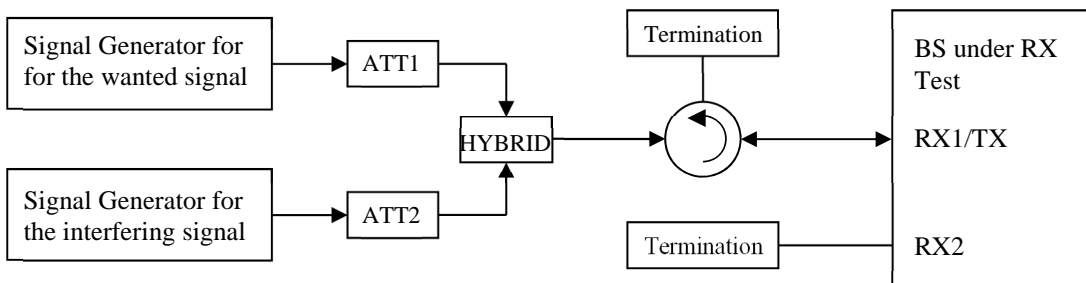 Signal Generator for
for the wanted signal
ATT1
HYBRID
Signal Generator for
the interfering signal
ATT2
Termination
Termination
BS under RX
Test
RX1/TX
RX2